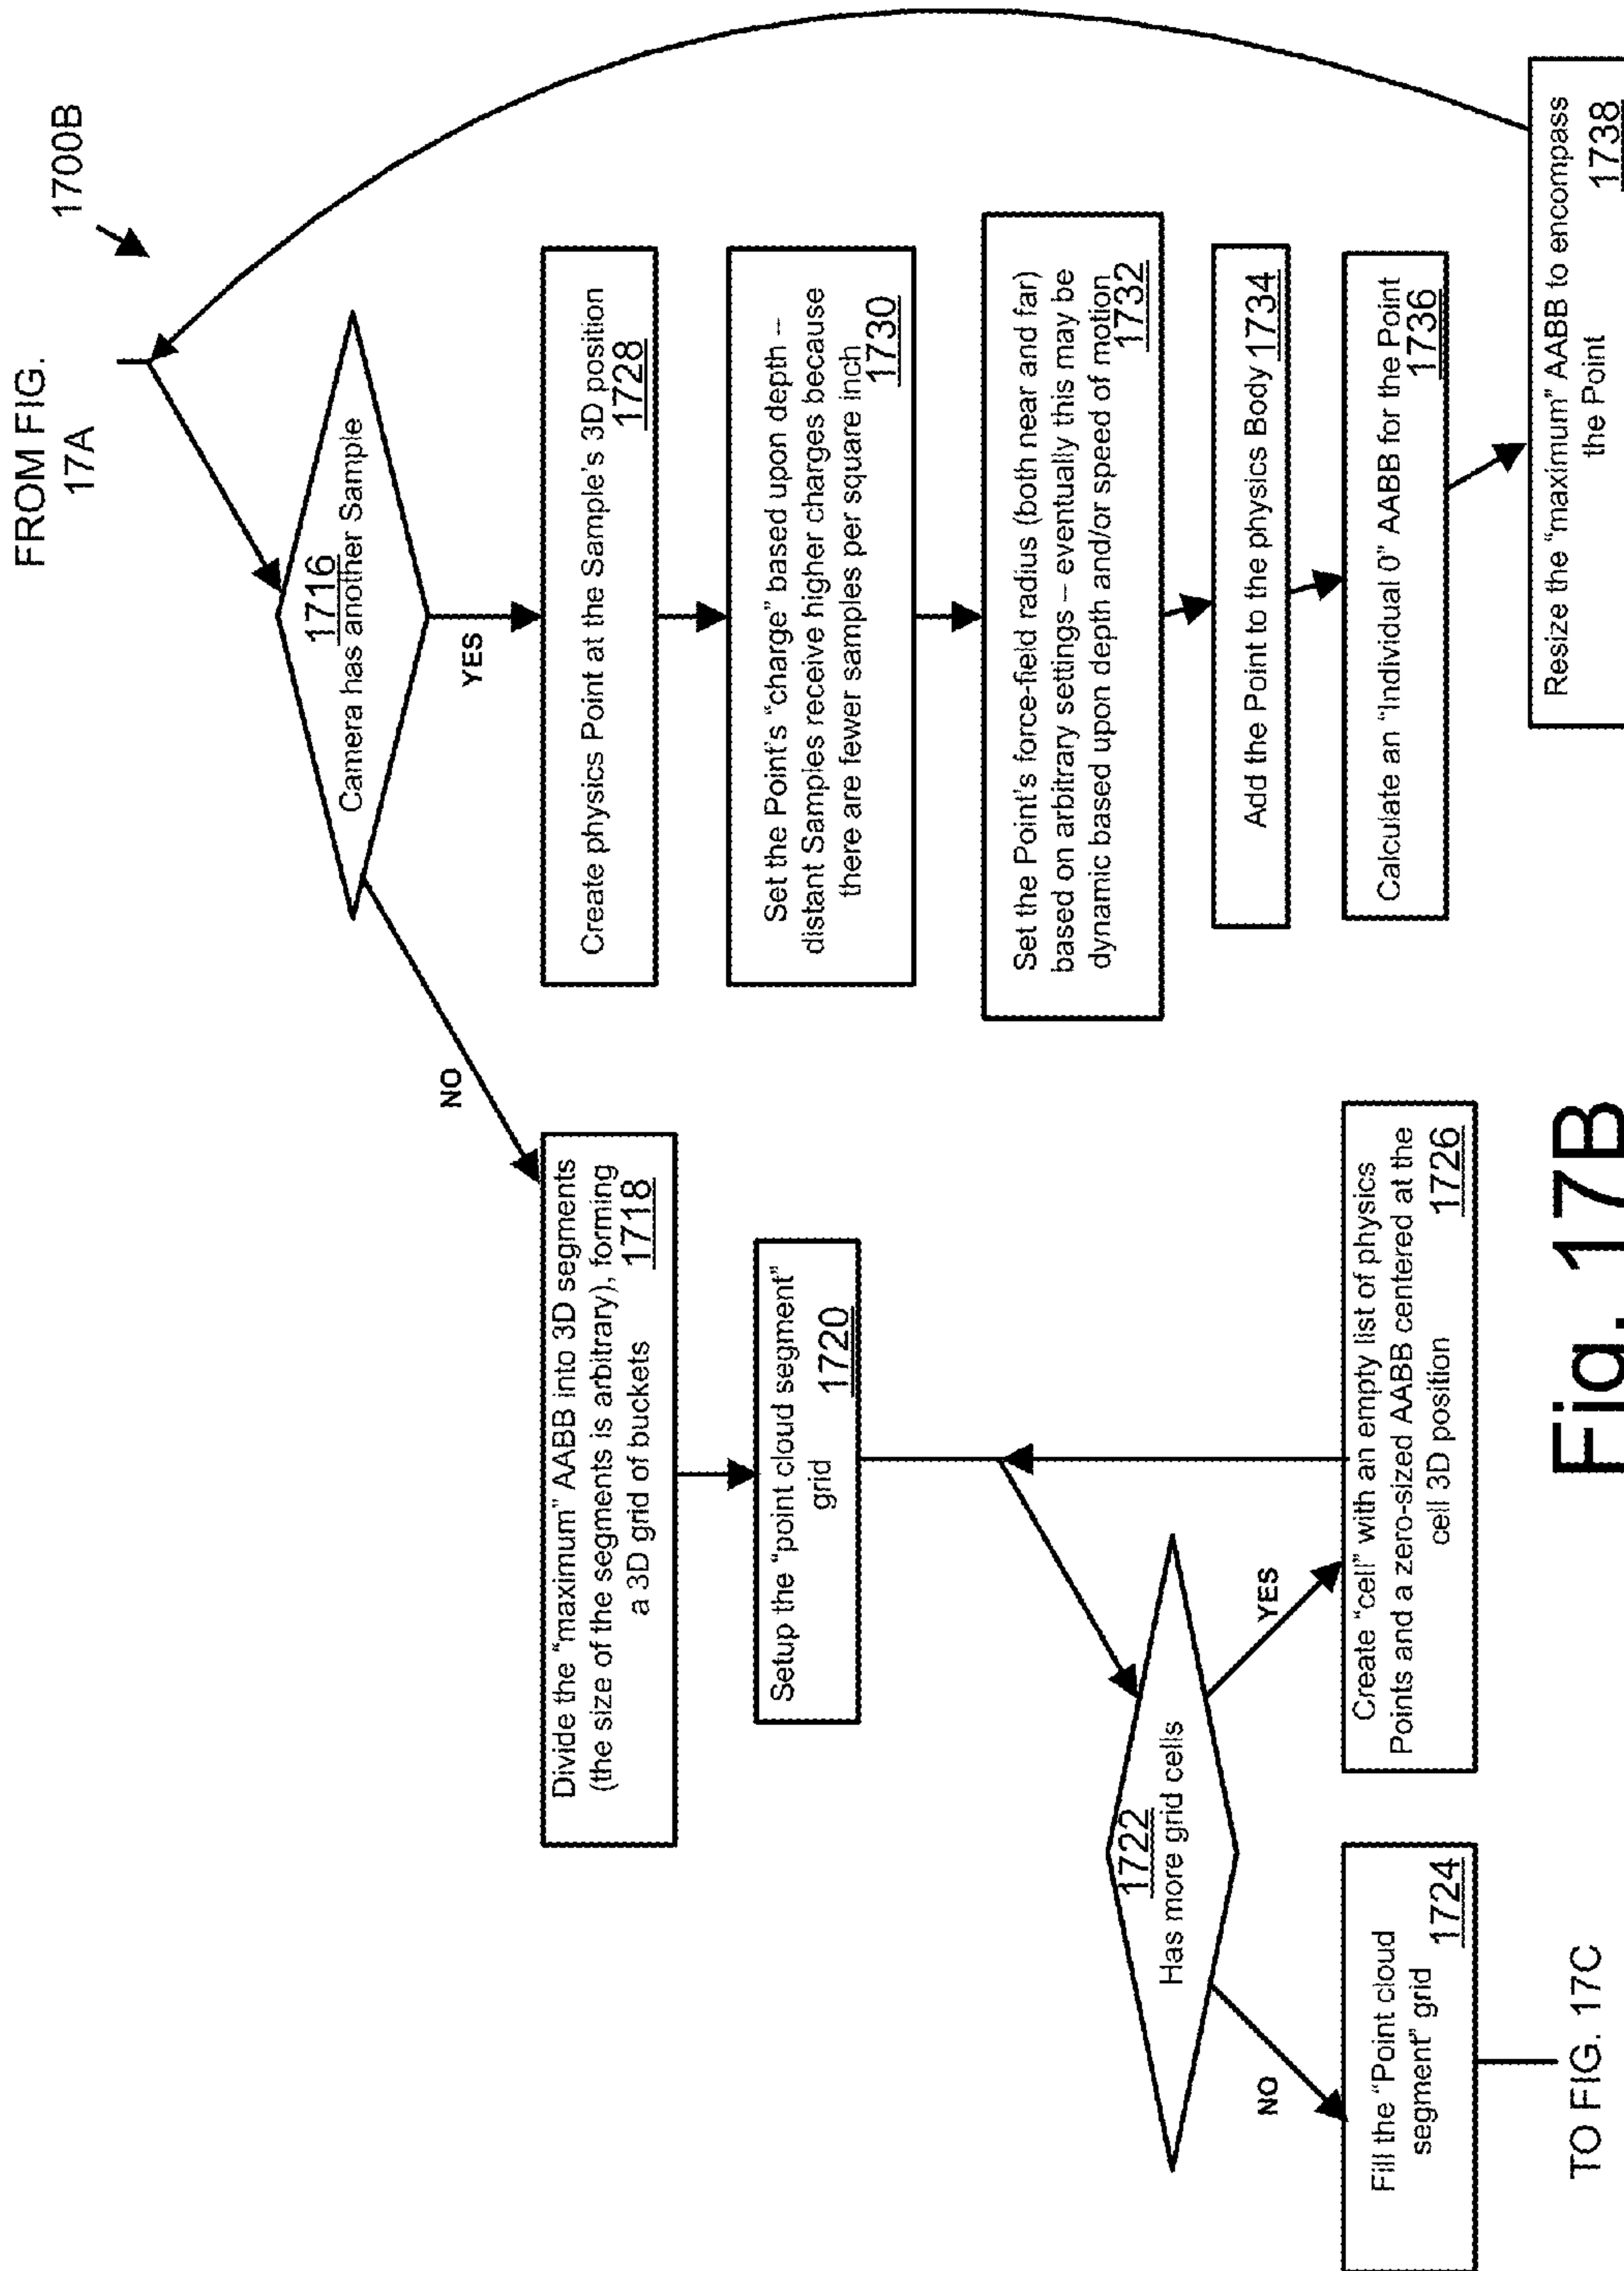 FROM FIG.
17A
1700B
1716
Camera has another Sample
YES
NO
Create physics Point at the Sample's 3D position
1728
Set the Point's "charge" based upon depth –
distant Samples receive higher charges because
there are fewer samples per square inch
1730
Set the Point's force-field radius (both near and far)
based on arbitrary settings – eventually this may be
dynamic based upon depth and/or speed of motion
1732
Add the Point to the physics Body 1734
Calculate an "Individual 0" AABB for the Point
1736
Resize the "maximum" AABB to encompass
the Point 1738
Divide the "maximum" AABB into 3D segments
(the size of the segments is arbitrary), forming
a 3D grid of buckets 1718
Setup the "point cloud segment"
grid 1720
1722
Has more grid cells
YES
NO
Create "cell" with an empty list of physics
Points and a zero-sized AABB centered at the
cell 3D position 1726
Fill the "Point cloud
segment" grid 1724
TO FIG. 17C
Fig. 17B